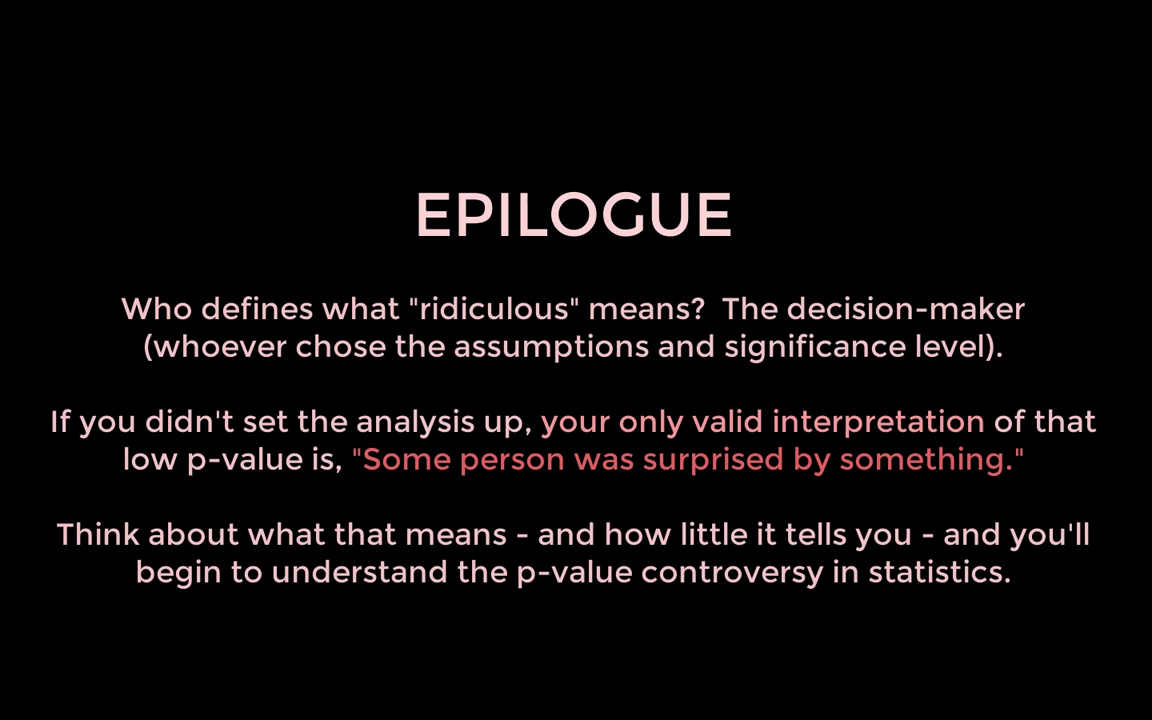 EPILOGUE
Who defines what "ridiculous" means?  The decision-maker
(whoever chose the assumptions and significance level).
If you didn't set the analysis up, your only valid interpretation of that
low p-value is, "Some person was surprised by something."
Think about what that means - and how little it tells you - and you'll
begin to understand the p-value controversy in statistics.